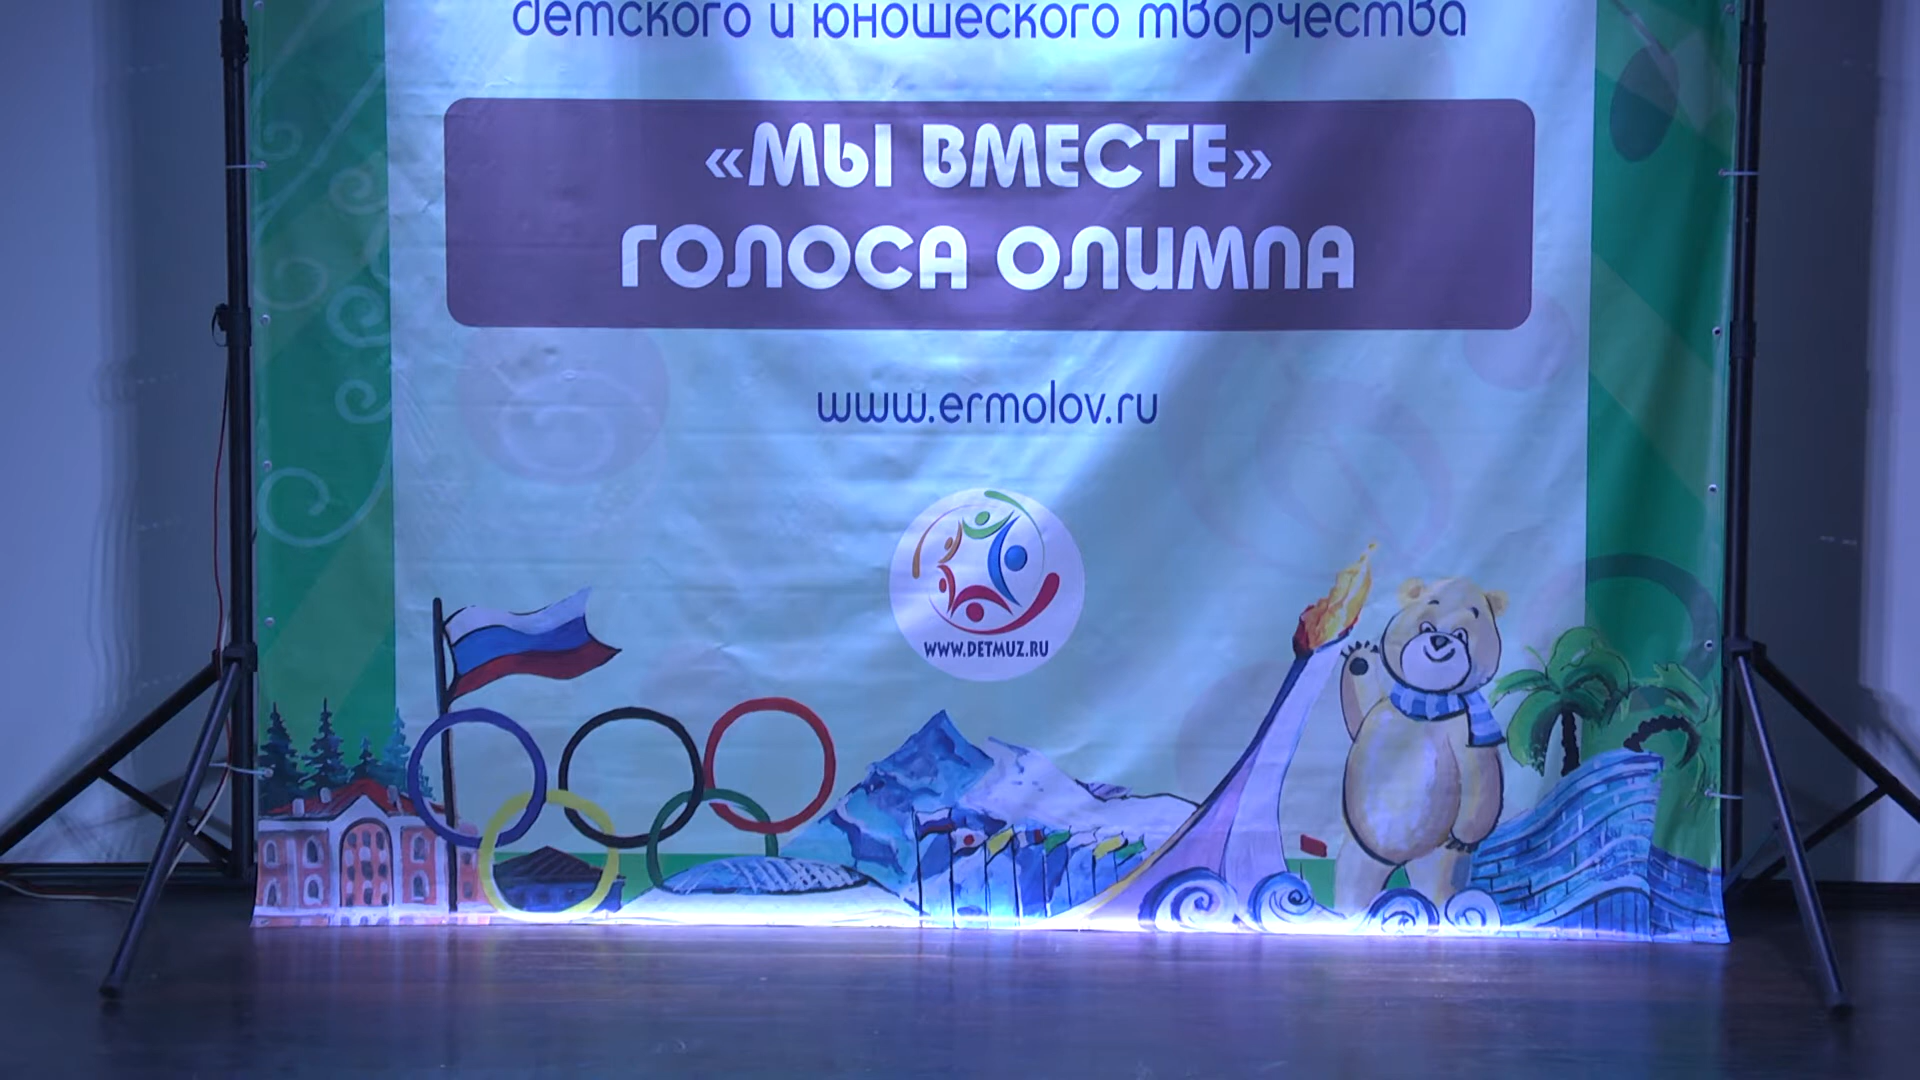 детского и юношеского творчества
«МЫ ВМЕСТЕ»
ГОЛОСА ОЛИМПА
www.ermolov.ru
WWW.DETMUZ.RU